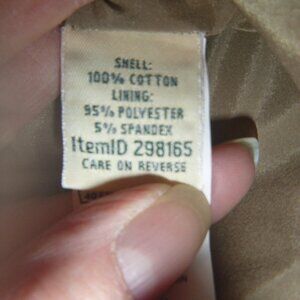 SHELL:
100% COTTON
LINING:
95% POLYESTER
5% SPANDEX
ItemID 298165
CARE ON REVERSE